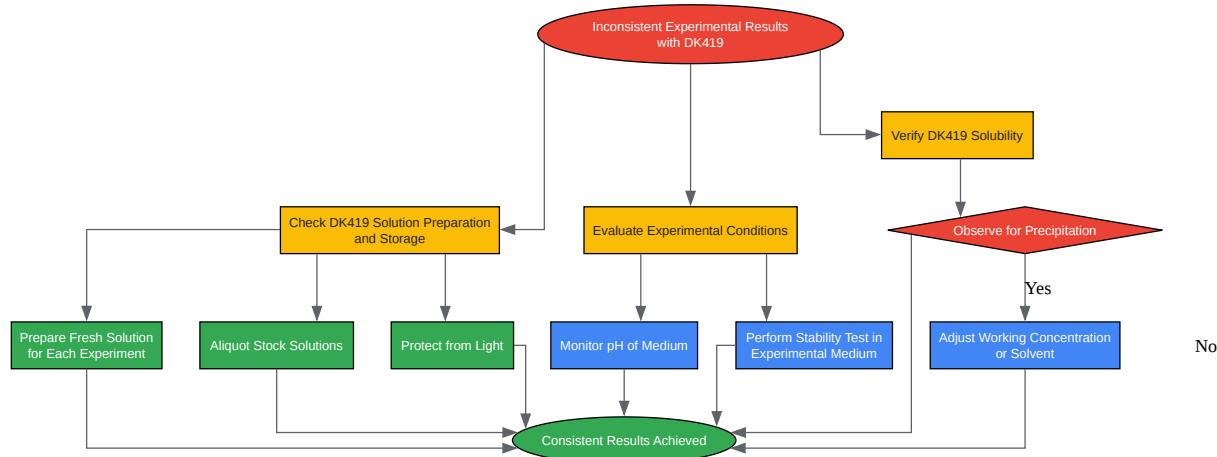 Inconsistent Experimental Results
with DK419
Verify DK419 Solubility
Check DK419 Solution Preparation
and Storage
Evaluate Experimental Conditions
Observe for Precipitation
Yes
Prepare Fresh Solution
for Each Experiment
Aliquot Stock Solutions
Protect from Light
Monitor pH of Medium
Perform Stability Test in
Experimental Medium
Adjust Working Concentration
or Solvent
No
Consistent Results Achieved